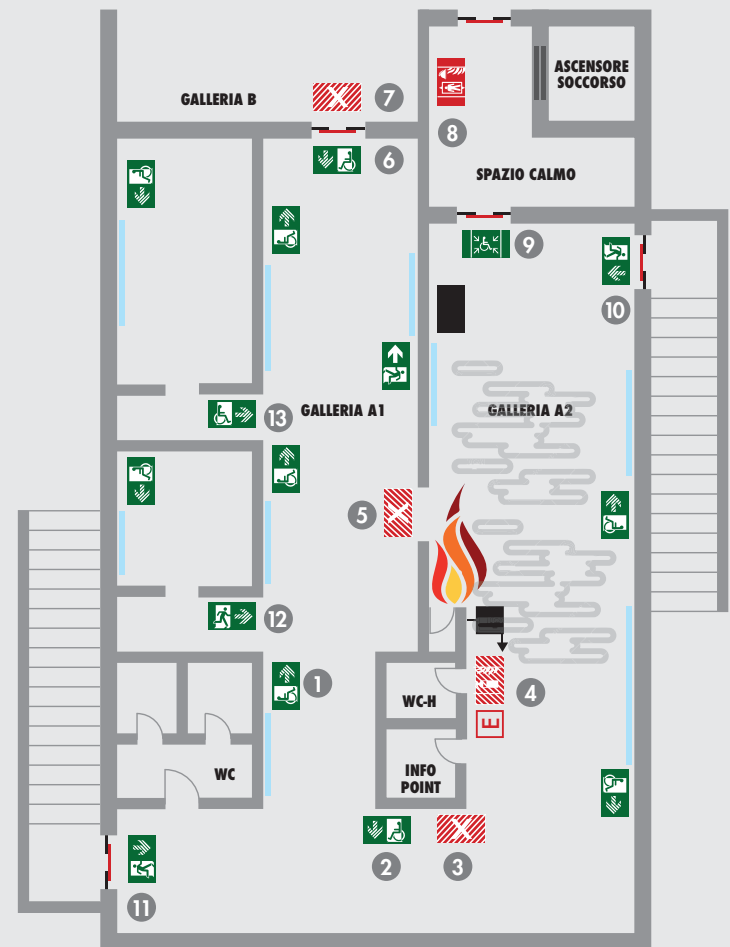 ASCENSORE
SOCCORSO
GALLERIA B
7
8
6
SPAZIO CALMO
9
10
13
GALLERIA A1
GALLERIA A2
5
12
1
4
WC-H
E
WC
INFO
POINT
2
3
11